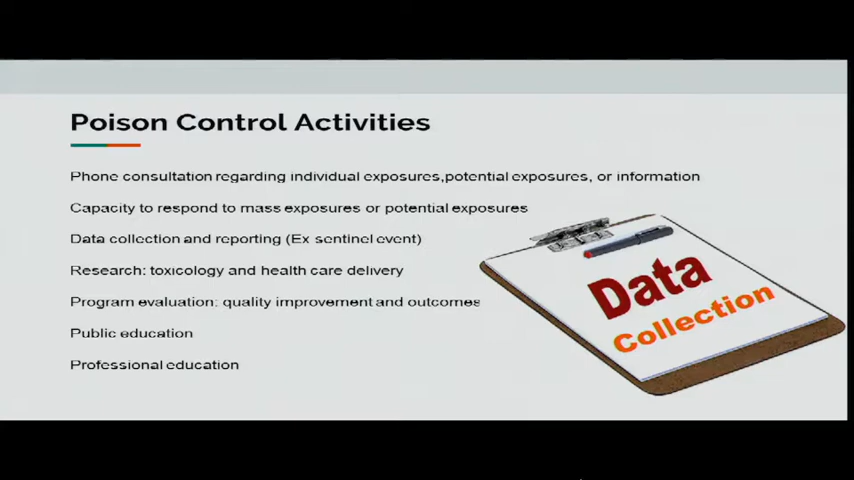 Poison Control Activities
Phone consultation regarding individual exposures,potential exposures, or information
Capacity to respond to mass exposures or potential exposures
Data collection and reporting (Ex sentinel event)
Research: toxicology and health care delivery
Program evaluation: quality improvement and outcomes
Public education
Professional education
Data
Collection